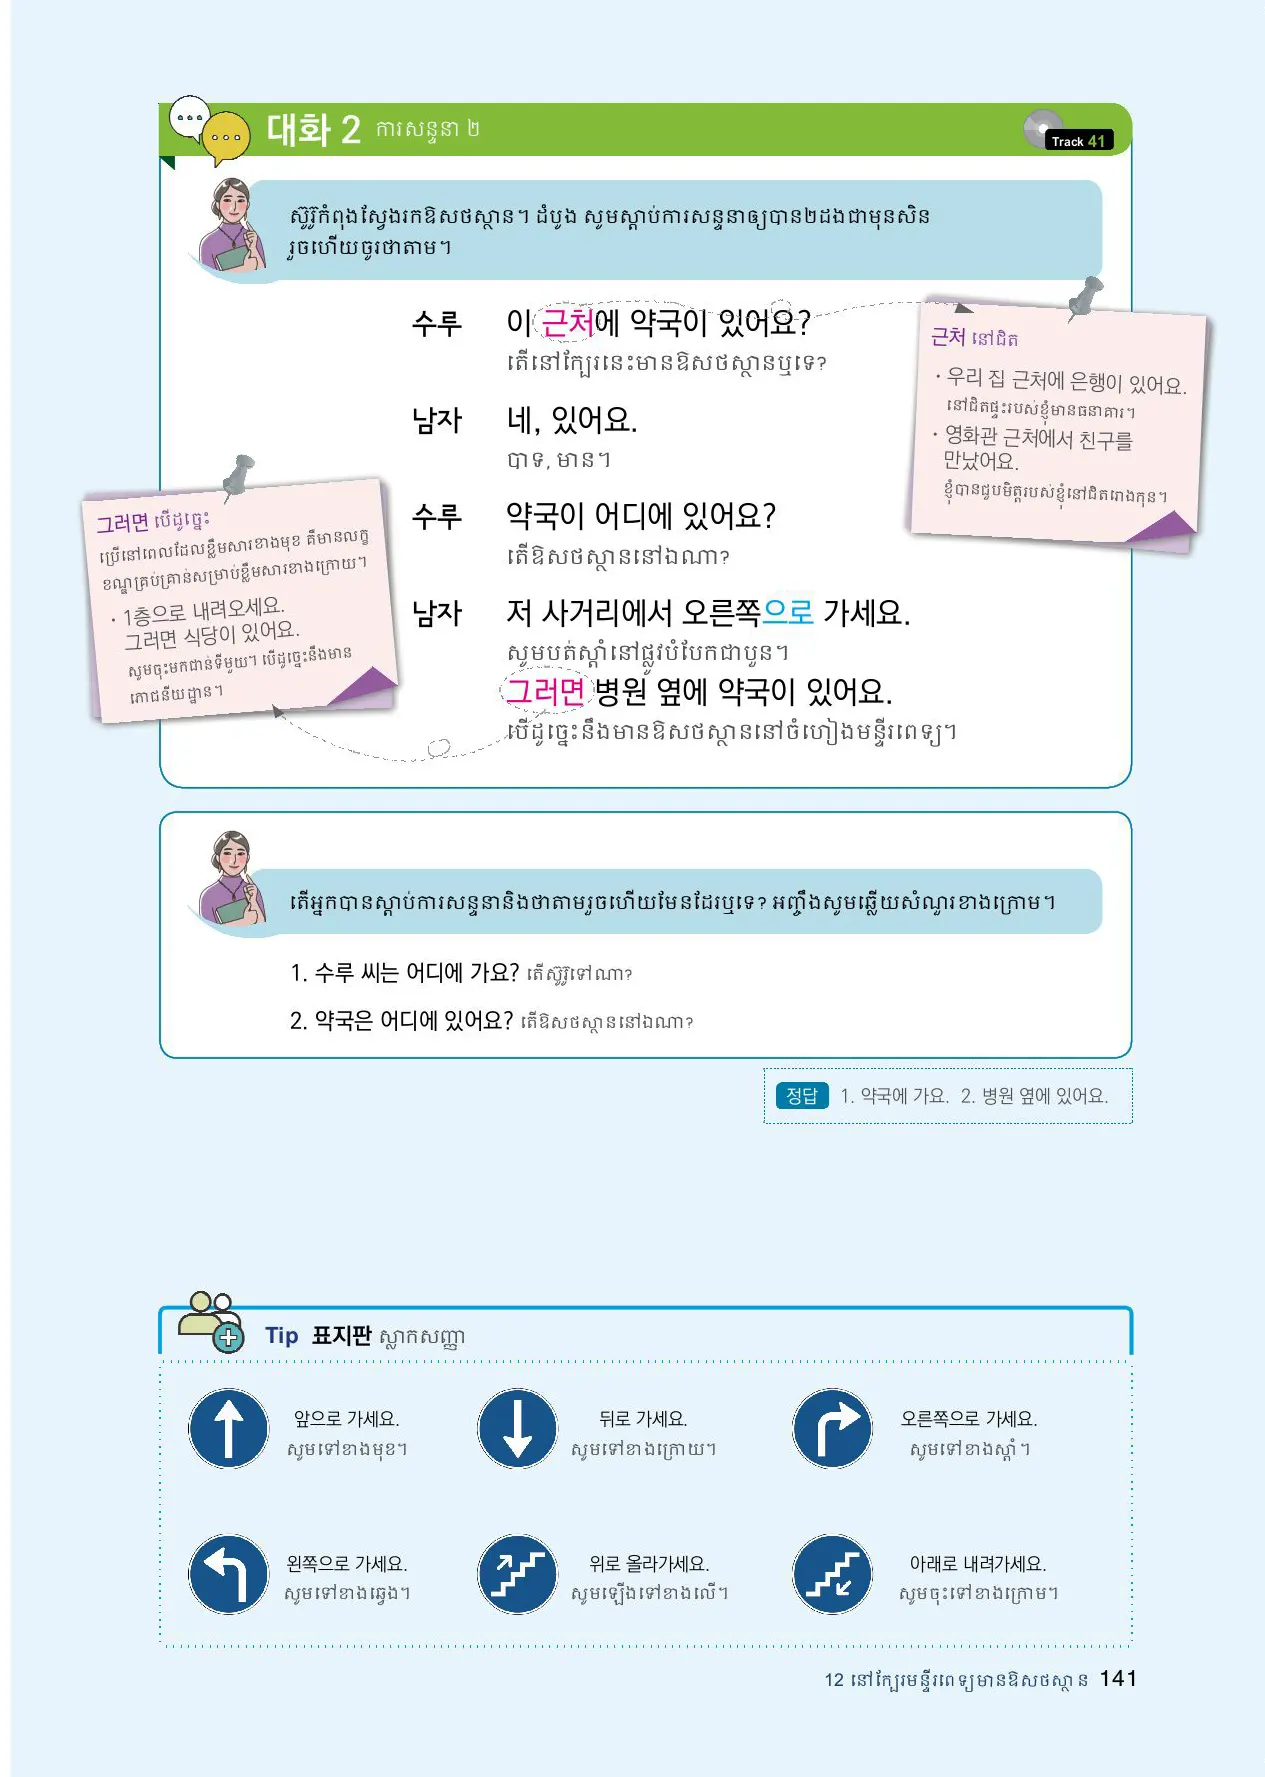 대화 2 ការសន្ទនា ២
Track 41
ស៊ូរ៉ូកំពុងស្វែងរកឱសថស្ថាន។ ដំបូង សូមស្តាប់ការសន្ទនាឲ្យបាន២ដងជាមុនសិន
រួចហើយចូរថាតាម។
수루 이 근처에 약국이 있어요?
តើនៅក្បែរនេះមានឱសថស្ថានឬទេ?
남자 네, 있어요.
បាទ, មាន។
수루 약국이 어디에 있어요?
តើឱសថស្ថាននៅឯណា?
남자 저 사거리에서 오른쪽으로 가세요.
សូមបត់ស្តាំនៅផ្លូវបំបែកជាបួន។
그러면 병원 옆에 약국이 있어요.
បើដូច្នេះនឹងមានឱសថស្ថាននៅចំហៀងមន្ទីរពេទ្យ។
근처 នៅជិត
· 우리 집 근처에 은행이 있어요.
នៅជិតផ្ទះរបស់ខ្ញុំមានធនាគារ។
· 영화관 근처에서 친구를
만났어요.
ខ្ញុំបានជួបមិត្តរបស់ខ្ញុំនៅជិតរោងកុន។
그러면 បើដូច្នេះ
ប្រើនៅពេលដែលខ្លឹមសារខាងមុខ គឺមានលក្ខ
ខណ្ឌគ្រប់គ្រាន់សម្រាប់ខ្លឹមសារខាងក្រោយ។
· 1층으로 내려오세요.
그러면 식당이 있어요.
សូមចុះមកជាន់ទីមួយ។ បើដូច្នេះនឹងមាន
ភោជនីយដ្ឋាន។
តើអ្នកបានស្តាប់ការសន្ទនានិងថាតាមរួចហើយមែនដែរឬទេ? អញ្ចឹងសូមឆ្លើយសំណួរខាងក្រោម។
1. 수루 씨는 어디에 가요? តើស៊ូរ៉ូទៅណា?
2. 약국은 어디에 있어요? តើឱសថស្ថាននៅឯណា?
정답 1. 약국에 가요. 2. 병원 옆에 있어요.
Tip 표지판 ស្លាកសញ្ញា
앞으로 가세요. 뒤로 가세요. 오른쪽으로 가세요.
សូមទៅខាងមុខ។ សូមទៅខាងក្រោយ។ សូមទៅខាងស្តាំ។
왼쪽으로 가세요. 위로 올라가세요. 아래로 내려가세요.
សូមទៅខាងឆ្វេង។ សូមឡើងទៅខាងលើ។ សូមចុះទៅខាងក្រោម។
12 នៅក្បែរមន្ទីរពេទ្យមានឱសថស្ថាន 141